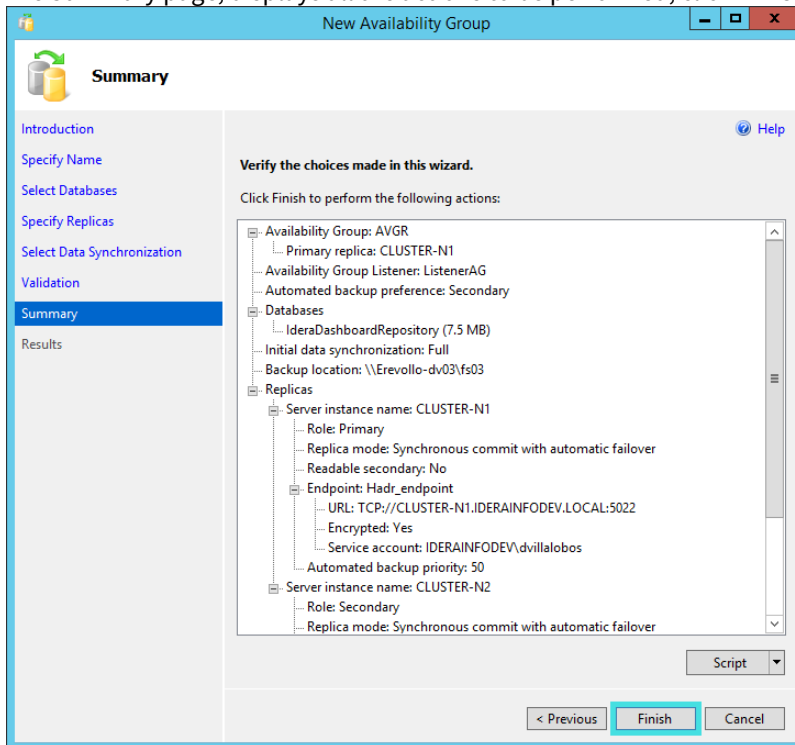 New Availability Group
Summary
Introduction
Specify Name
Select Databases
Specify Replicas
Select Data Synchronization
Validation
Summary
Results
Help
Verify the choices made in this wizard.
Click Finish to perform the following actions:
Availability Group: AVGR
Primary replica: CLUSTER-N1
Availability Group Listener: ListenerAG
Automated backup preference: Secondary
Databases
IderaDashboardRepository (7.5 MB)
Initial data synchronization: Full
Backup location: \\Erevollo-dv03\fs03
Replicas
Server instance name: CLUSTER-N1
Role: Primary
Replica mode: Synchronous commit with automatic failover
Readable secondary: No
Endpoint: Hadr_endpoint
URL: TCP://CLUSTER-N1.IDERAINFODEV.LOCAL:5022
Encrypted: Yes
Service account: IDERAINFODEV\dvillalobos
Automated backup priority: 50
Server instance name: CLUSTER-N2
Role: Secondary
Replica mode: Synchronous commit with automatic failover
Script
< Previous
Finish
Cancel